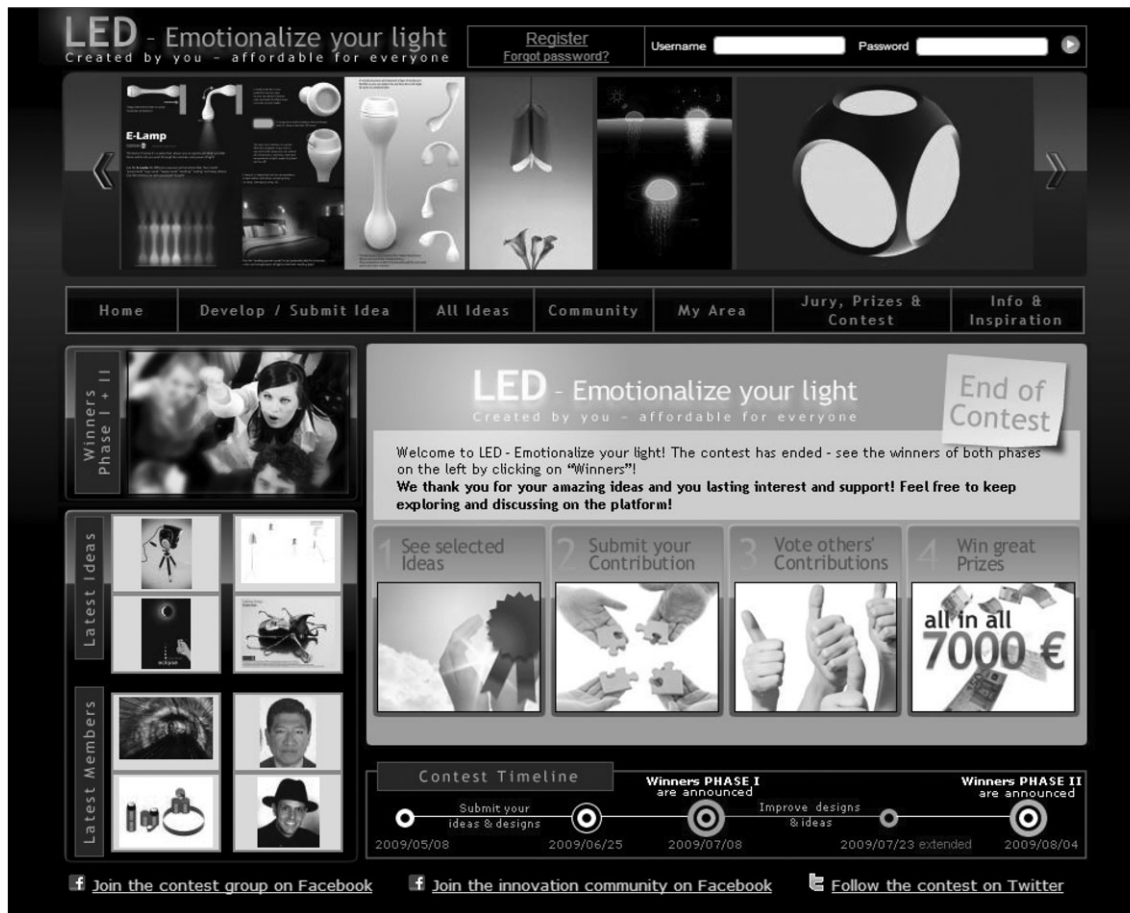 LED - Emotionalize your light
Created by you - affordable for everyone
Register
Forgot password?
Username
Password
E-Lamp
Home
Develop / Submit Idea
All Ideas
Community
My Area
Jury, Prizes &
Contest
Info &
Inspiration
Winners
Phase I + II
LED - Emotionalize your light
Created by you - affordable for everyone
End of
Contest
Welcome to LED - Emotionalize your light! The contest has ended - see the winners of both phases
on the left by clicking on “Winners”!
We thank you for your amazing ideas and you lasting interest and support! Feel free to keep
exploring and discussing on the platform!
1 See selected
Ideas
2 Submit your
Contribution
3 Vote others'
Contributions
4 Win great
Prizes
all in all
7000 €
Latest Ideas
eclipse
Latest Members
Contest Timeline
Submit your
ideas & designs
Winners PHASE I
are announced
Improve designs
& ideas
Winners PHASE II
are announced
2009/05/08
2009/06/25
2009/07/08
2009/07/23 extended
2009/08/04
Join the contest group on Facebook
Join the innovation community on Facebook
Follow the contest on Twitter